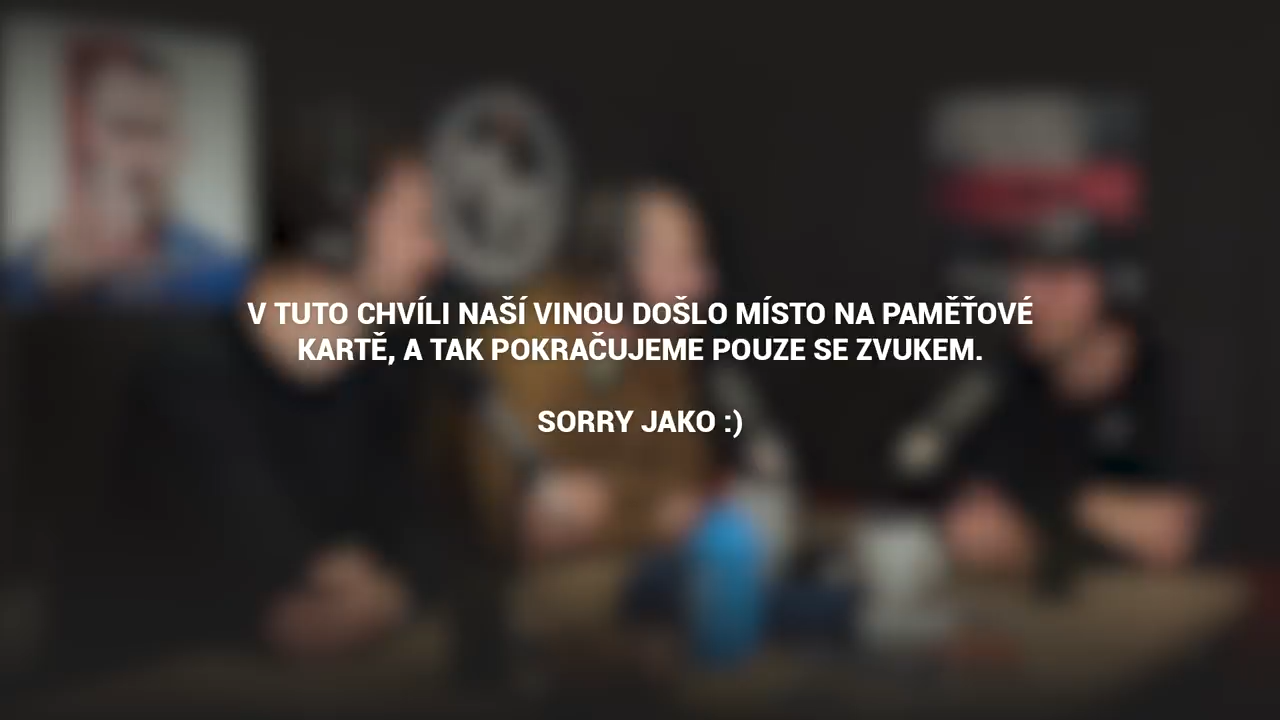 V TUTO CHVÍLI NAŠÍ VINOU DOŠLO MÍSTO NA PAMĚŤOVÉ
KARTĚ, A TAK POKRAČUJEME POUZE SE ZVUKEM.
SORRY JAKO :)